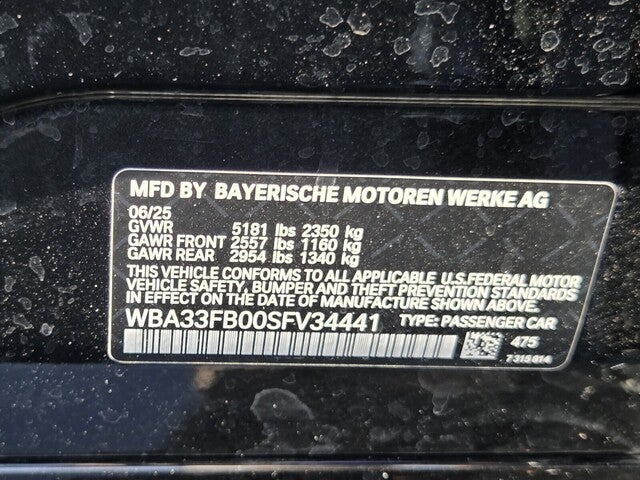 MFD BY BAYERISCHE MOTOREN WERKE AG
06/25
GVWR 5181 lbs 2350 kg
GAWR FRONT 2557 lbs 1160 kg
GAWR REAR 2954 lbs 1340 kg
THIS VEHICLE CONFORMS TO ALL APPLICABLE U.S.FEDERAL MOTOR
VEHICLE SAFETY, BUMPER AND THEFT PREVENTION STANDARDS
IN EFFECT ON THE DATE OF MANUFACTURE SHOWN ABOVE.
WBA33FB00SFV34441 TYPE: PASSENGER CAR
475
7315814